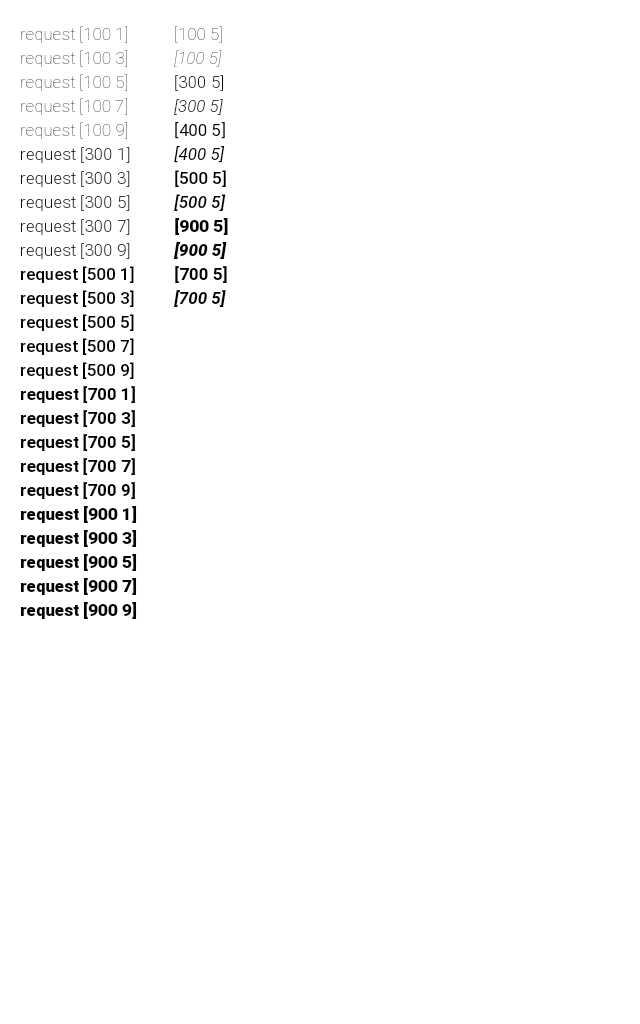 request [100 1]
request [100 3]
request [100 5]
request [100 7]
request [100 9]
request [300 1]
request [300 3]
request [300 5]
request [300 7]
request [300 9]
request [500 1]
request [500 3]
request [500 5]
request [500 7]
request [500 9]
request [700 1]
request [700 3]
request [700 5]
request [700 7]
request [700 9]
request [900 1]
request [900 3]
request [900 5]
request [900 7]
request [900 9]
[100 5]
[100 5]
[300 5]
[300 5]
[400 5]
[400 5]
[500 5]
[500 5]
[900 5]
[900 5]
[700 5]
[700 5]